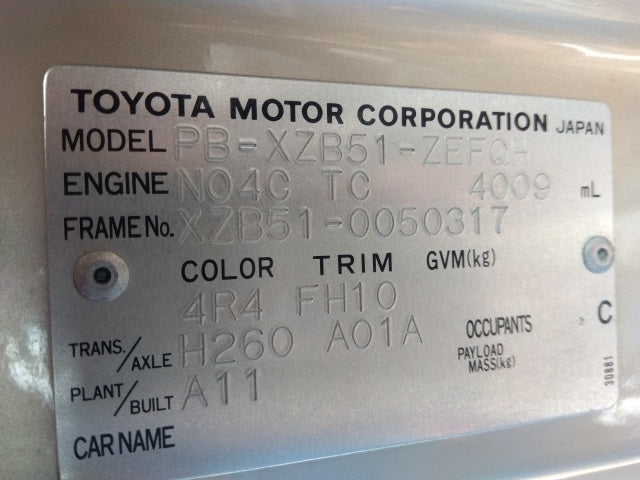 TOYOTA MOTOR CORPORATION JAPAN
MODEL PB-XZB51-ZEFQH
ENGINE N04C TC 4009 mL
FRAME No. XZB51-0050317
COLOR TRIM GVM(kg)
4R4 FH10
TRANS./AXLE H260 A01A OCCUPANTS C
PAYLOAD MASS(kg)
PLANT/BUILT A11
30881
CAR NAME